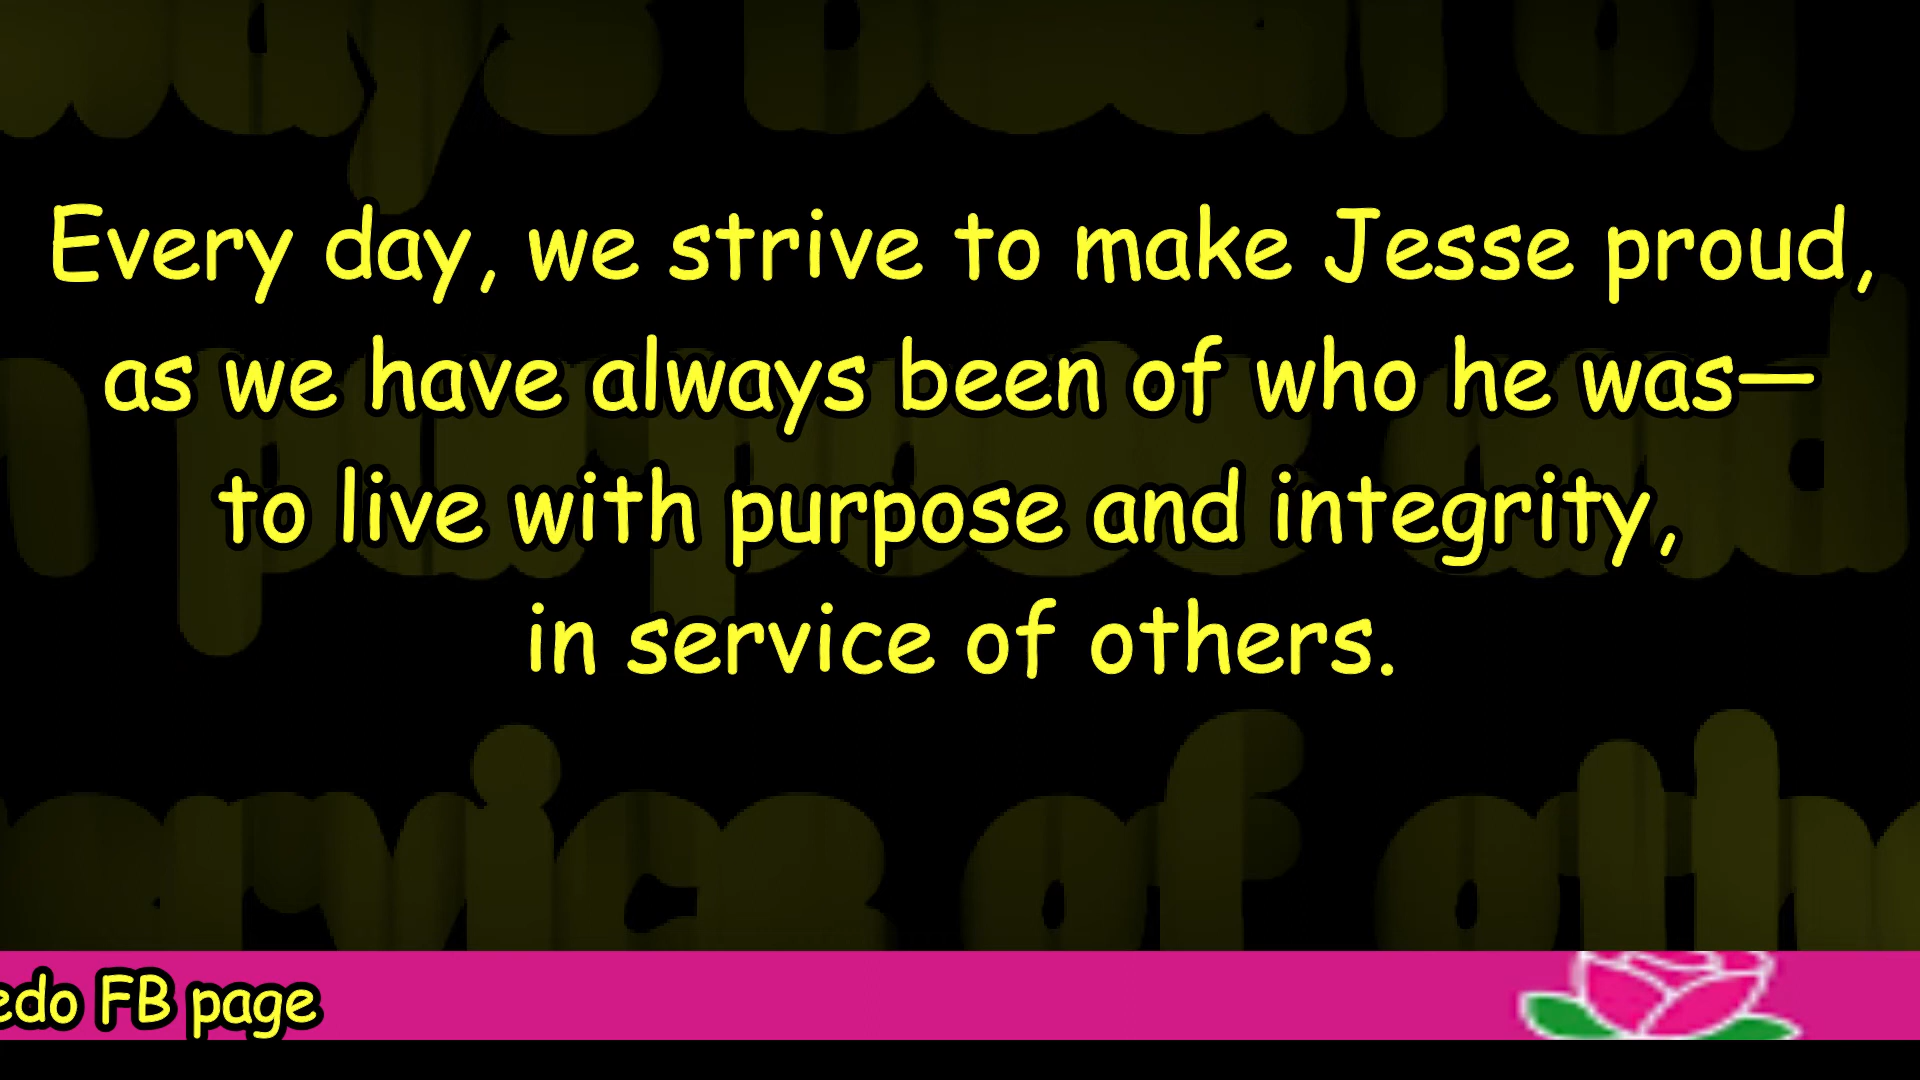 Every day, we strive to make Jesse proud,
as we have always been of who he was—
to live with purpose and integrity,
in service of others.
FB page